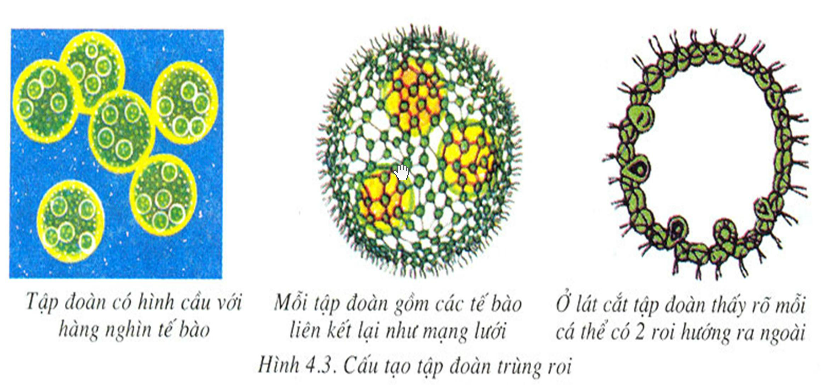 Tập đoàn có hình cầu với
hàng nghìn tế bào
Mỗi tập đoàn gồm các tế bào
liên kết lại như mạng lưới
Ở lát cắt tập đoàn thấy rõ mỗi
cá thể có 2 roi hướng ra ngoài
Hình 4.3. Cấu tạo tập đoàn trùng roi